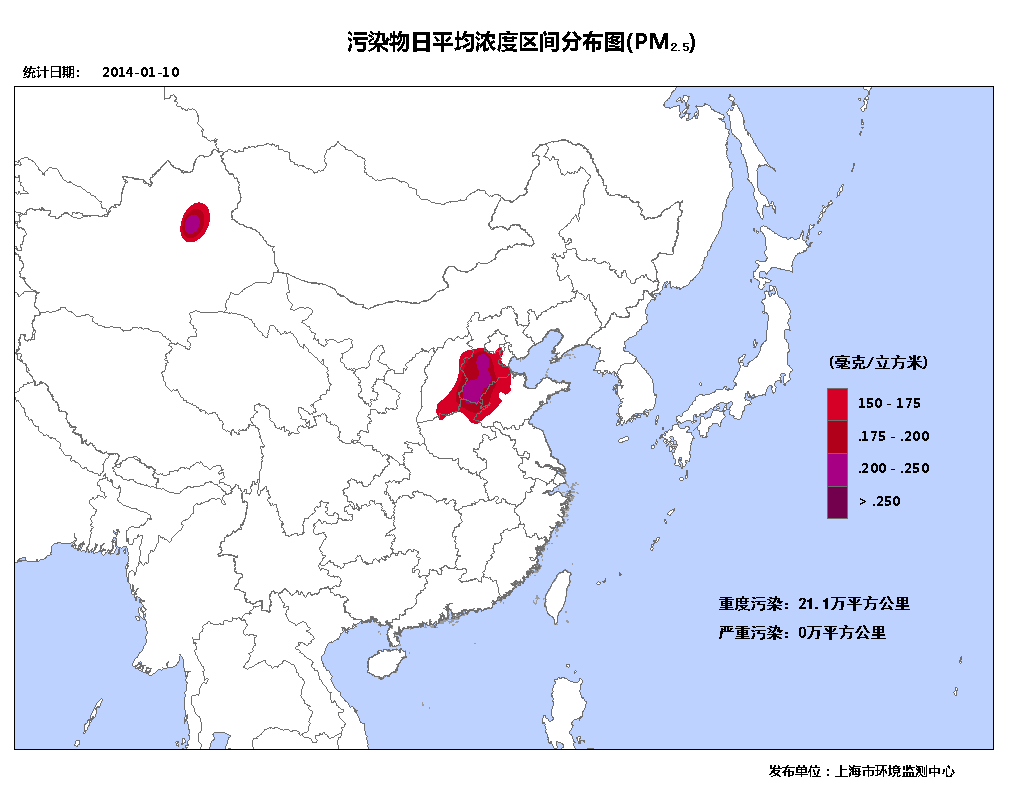 污染物日平均浓度区间分布图(PM2.5)
统计日期: 2014-01-10
(毫克/立方米)
150 - 175
.175 - .200
.200 - .250
> .250
重度污染: 21.1万平方公里
严重污染: 0万平方公里
发布单位:上海市环境监测中心